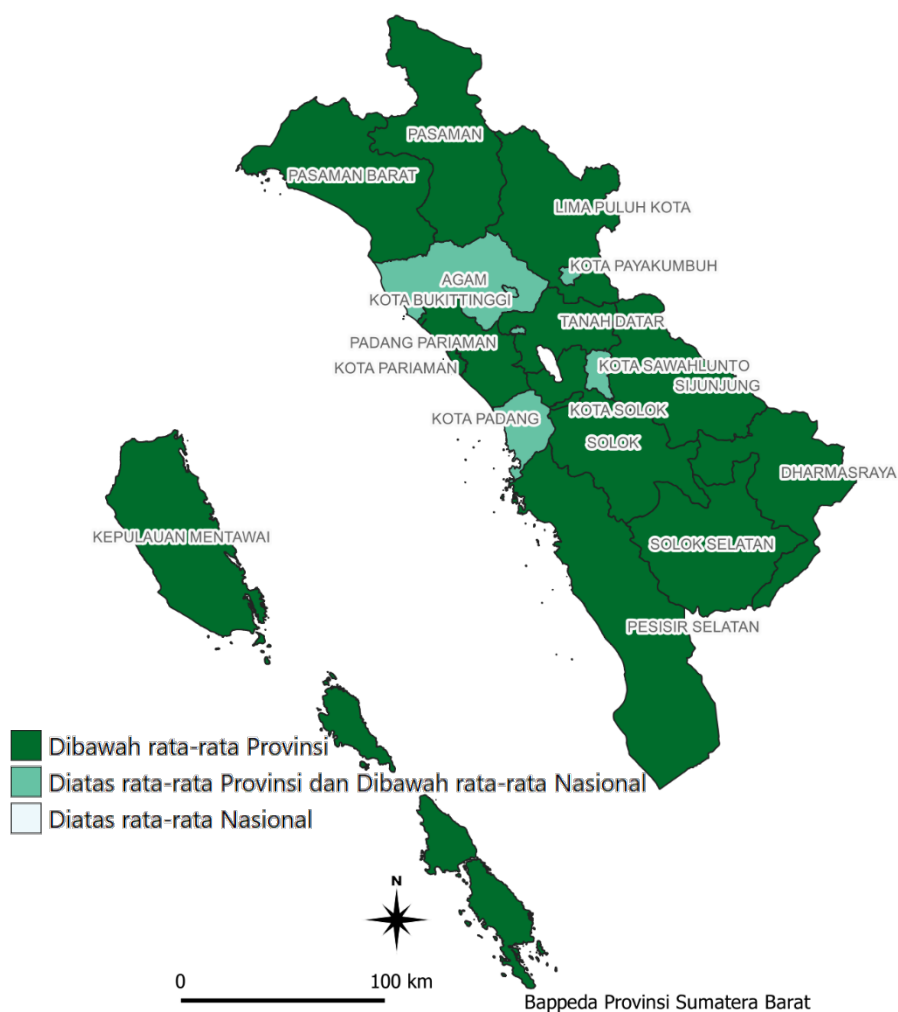 PASAMAN
PASAMAN BARAT
LIMA PULUH KOTA
KOTA PAYAKUMBUH
AGAM
KOTA BUKITTINGGI
TANAH DATAR
PADANG PARIAMAN
KOTA PARIAMAN
KOTA SAWAHLUNTO
SIJUNJUNG
KOTA PADANG
KOTA SOLOK
SOLOK
DHARMASRAYA
KEPULAUAN MENTAWAI
SOLOK SELATAN
PESISIR SELATAN
Dibawah rata-rata Provinsi
Diatas rata-rata Provinsi dan Dibawah rata-rata Nasional
Diatas rata-rata Nasional
N
0 100 km
Bappeda Provinsi Sumatera Barat